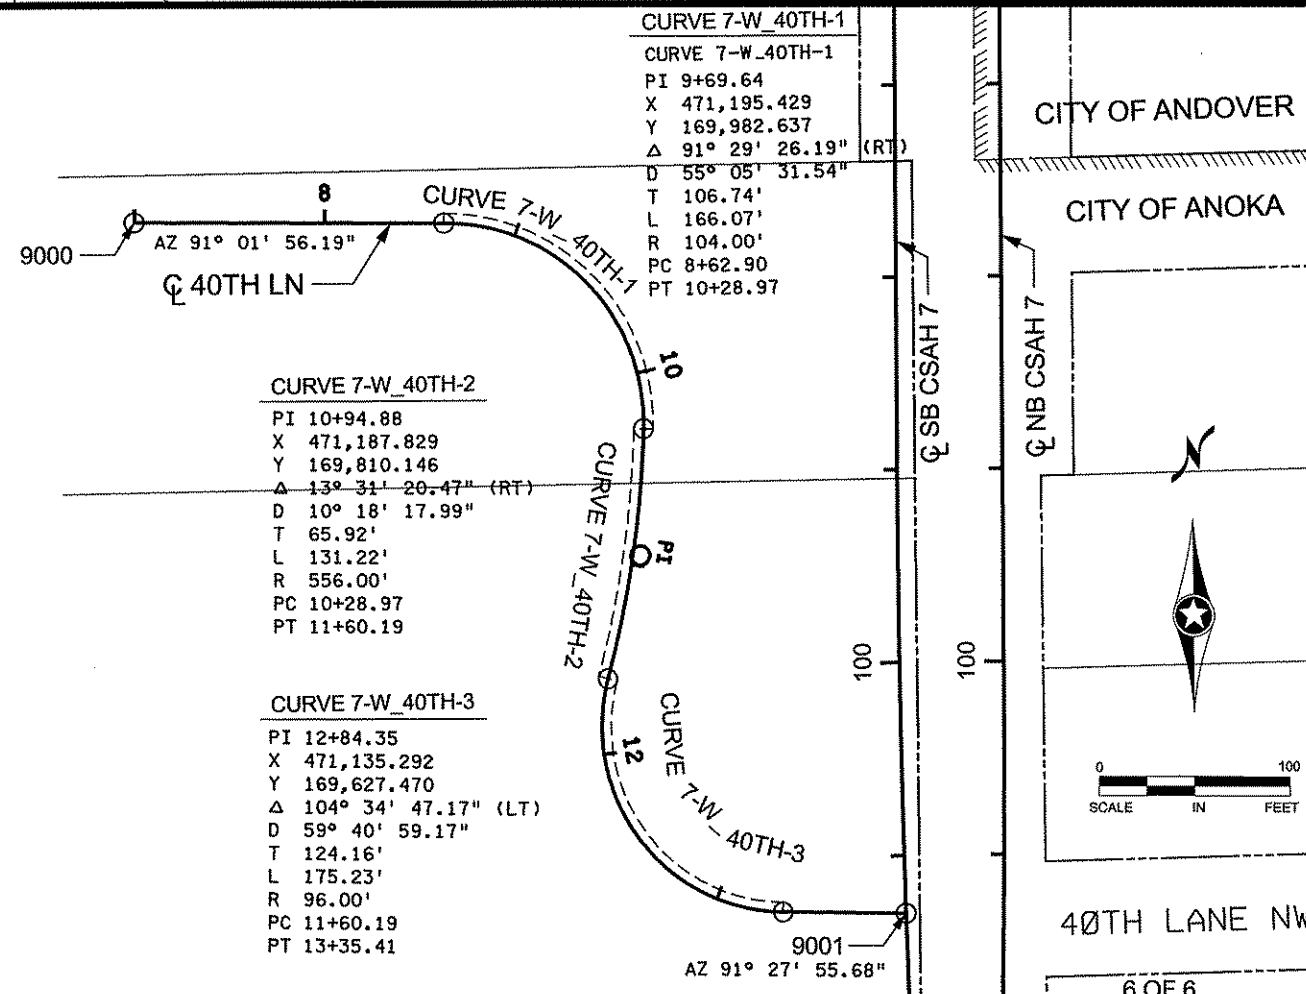 CURVE 7-W_40TH-1
CURVE 7-W_40TH-1
PI 9+69.64
X 471,195.429
Y 169,982.637
Δ 91° 29' 26.19" (RT)
D 55° 05' 31.54"
T 106.74'
L 166.07'
R 104.00'
PC 8+62.90
PT 10+28.97
CITY OF ANDOVER
CITY OF ANOKA
8
CURVE 7-W_40TH-1
9000
AZ 91° 01' 56.19"
℄ 40TH LN
10
℄ SB CSAH 7
℄ NB CSAH 7
CURVE 7-W_40TH-2
PI 10+94.88
X 471,187.829
Y 169,810.146
Δ 13° 31' 20.47" (RT)
D 10° 18' 17.99"
T 65.92'
L 131.22'
R 556.00'
PC 10+28.97
PT 11+60.19
CURVE 7-W_40TH-2
PI
N
100
100
CURVE 7-W_40TH-3
PI 12+84.35
X 471,135.292
Y 169,627.470
Δ 104° 34' 47.17" (LT)
D 59° 40' 59.17"
T 124.16'
L 175.23'
R 96.00'
PC 11+60.19
PT 13+35.41
12
CURVE 7-W_40TH-3
0 100
SCALE IN FEET
9001
AZ 91° 27' 55.68"
40TH LANE NW
6 OF 6